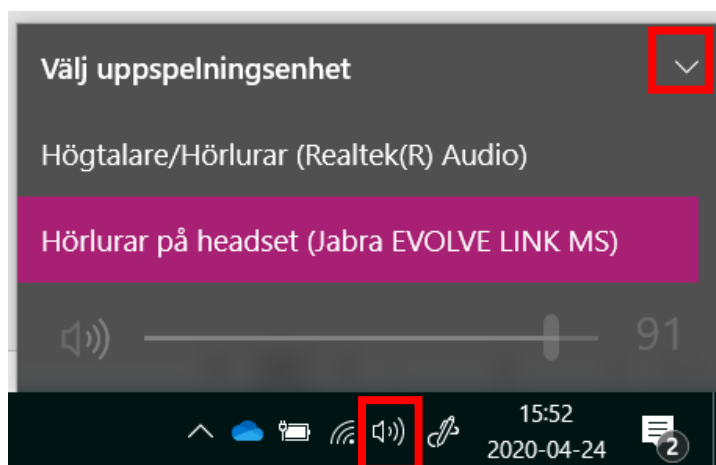 Välj uppspelningsenhet
Högtalare/Hörlurar (Realtek(R) Audio)
Hörlurar på headset (Jabra EVOLVE LINK MS)
91
15:52
2020-04-24
2